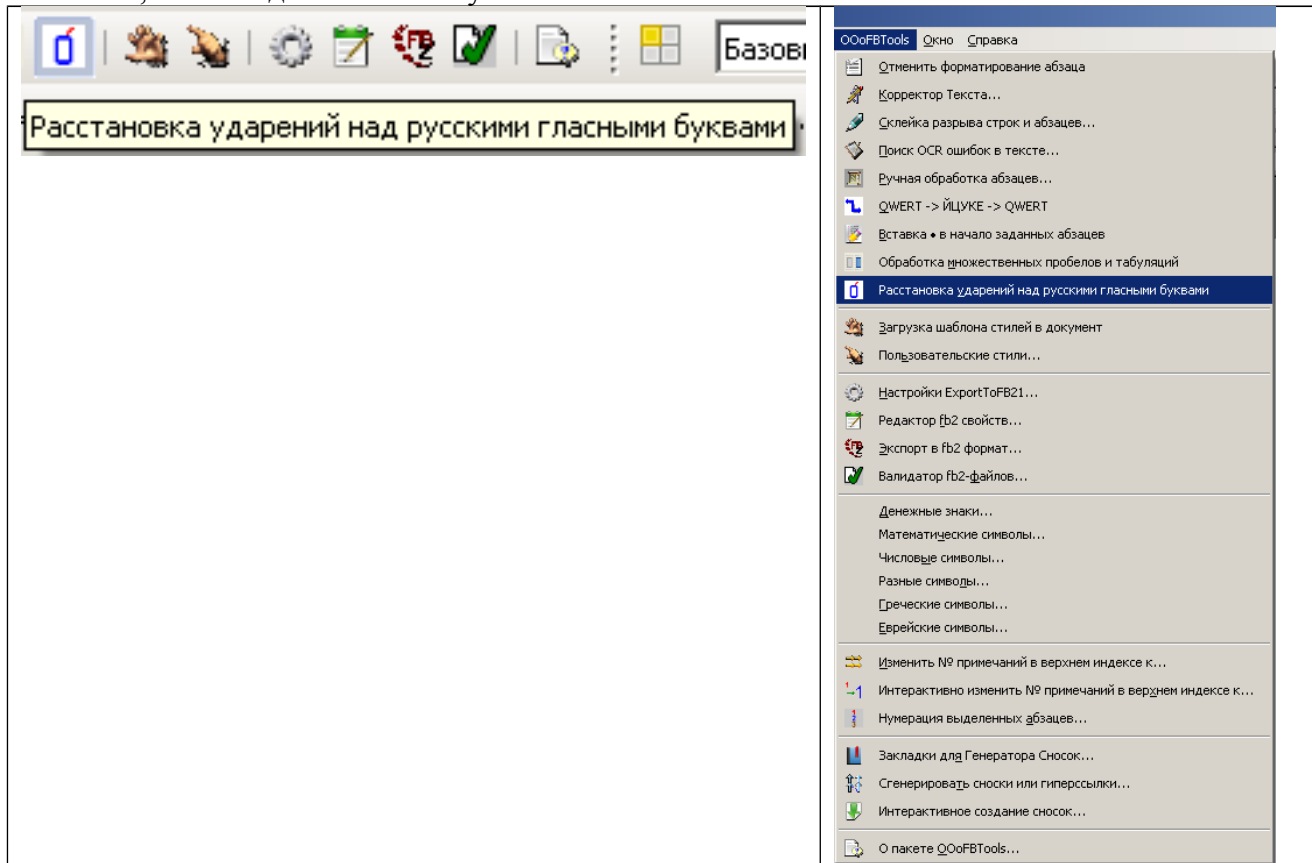 Базов
Расстановка ударений над русскими гласными буквами
OOoFBTools Окно Справка
Отменить форматирование абзаца
Корректор Текста...
Склейка разрыва строк и абзацев...
Поиск OCR ошибок в тексте...
Ручная обработка абзацев...
QWERT -> ЙЦУКЕ -> QWERT
Вставка • в начало заданных абзацев
Обработка множественных пробелов и табуляций
Расстановка ударений над русскими гласными буквами
Загрузка шаблона стилей в документ
Пользовательские стили...
Настройки ExportToFB21...
Редактор fb2 свойств...
Экспорт в fb2 формат...
Валидатор fb2-файлов...
Денежные знаки...
Математические символы...
Числовые символы...
Разные символы...
Греческие символы...
Еврейские символы...
Изменить № примечаний в верхнем индексе к...
Интерактивно изменить № примечаний в верхнем индексе к...
Нумерация выделенных абзацев...
Закладки для Генератора Сносок...
Сгенерировать сноски или гиперссылки...
Интерактивное создание сносок...
О пакете OOoFBTools...